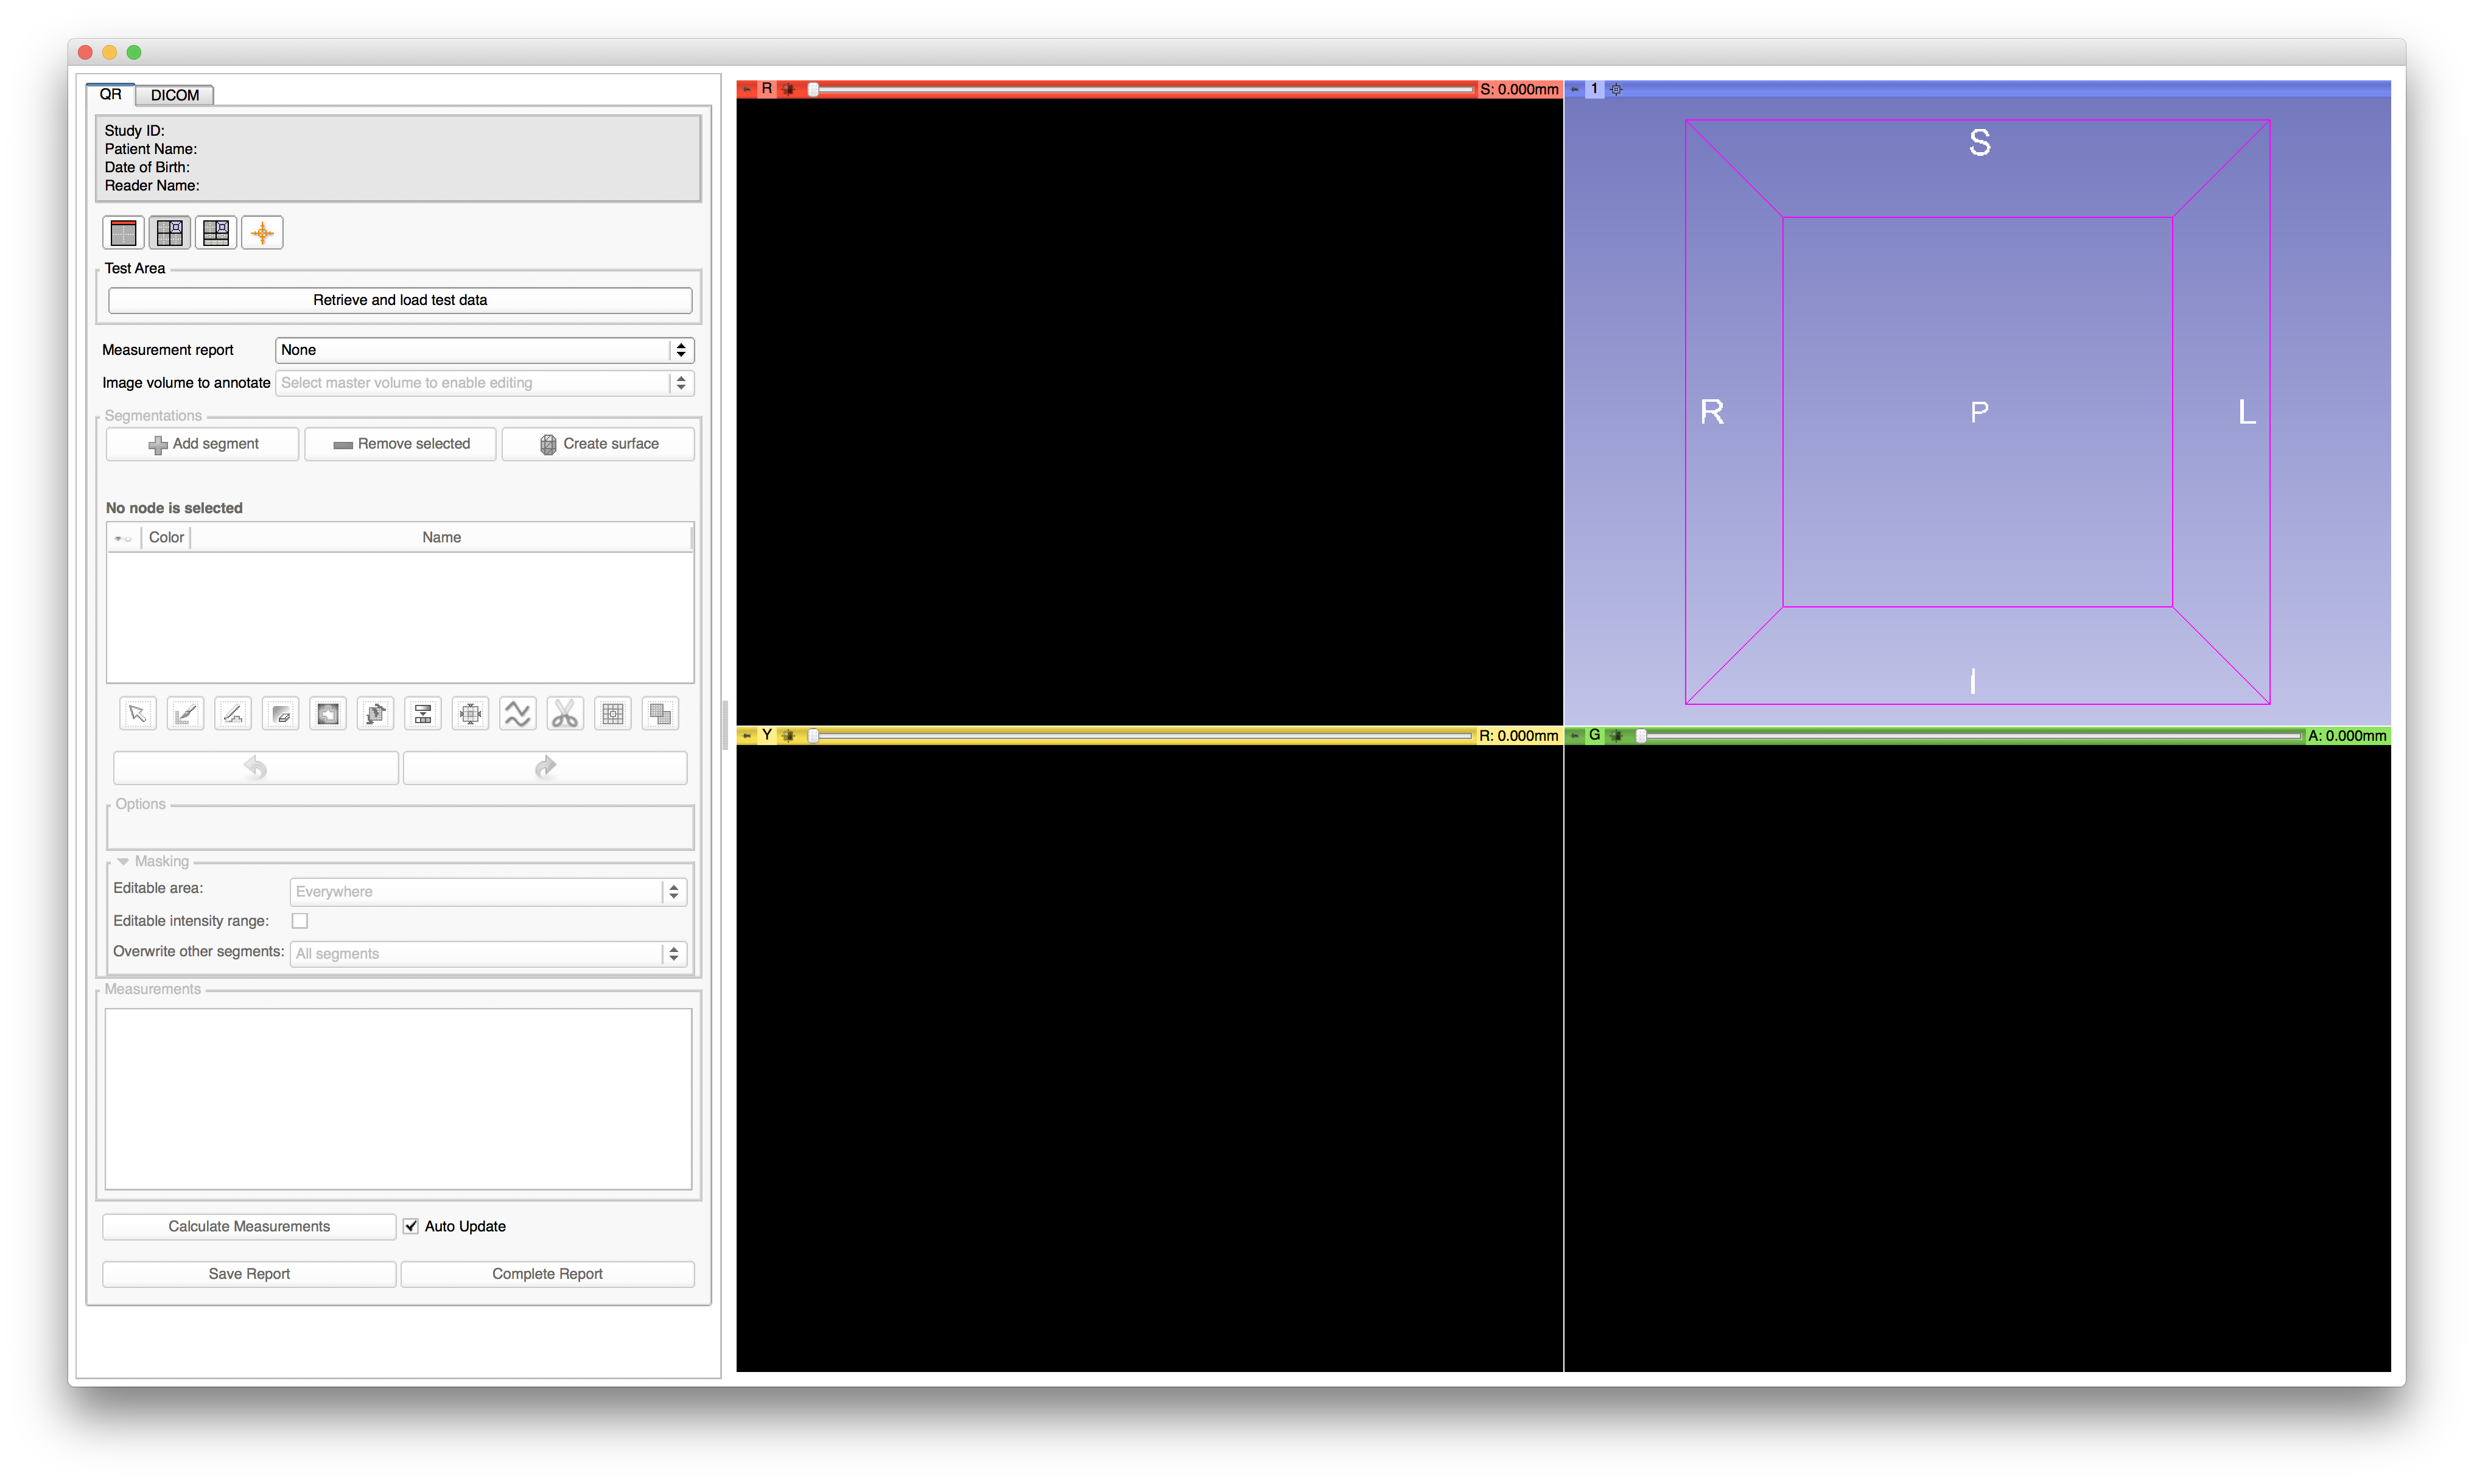 QR DICOM
Study ID:
Patient Name:
Date of Birth:
Reader Name:
Test Area
Retrieve and load test data
Measurement report None
Image volume to annotate Select master volume to enable editing
Segmentations
Add segment Remove selected Create surface
No node is selected
Color Name
Options
Masking
Editable area: Everywhere
Editable intensity range:
Overwrite other segments: All segments
Measurements
Calculate Measurements Auto Update
Save Report Complete Report
R S: 0.000mm
1
S
R P L
I
Y R: 0.000mm
G A: 0.000mm